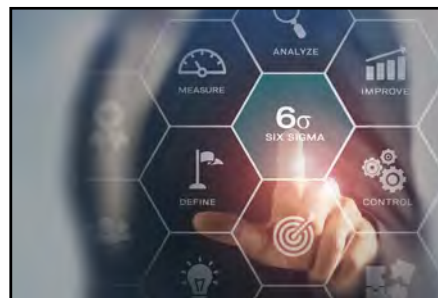 ANALYZE
MEASURE
IMPROVE
6σ
SIX SIGMA
DEFINE
CONTROL